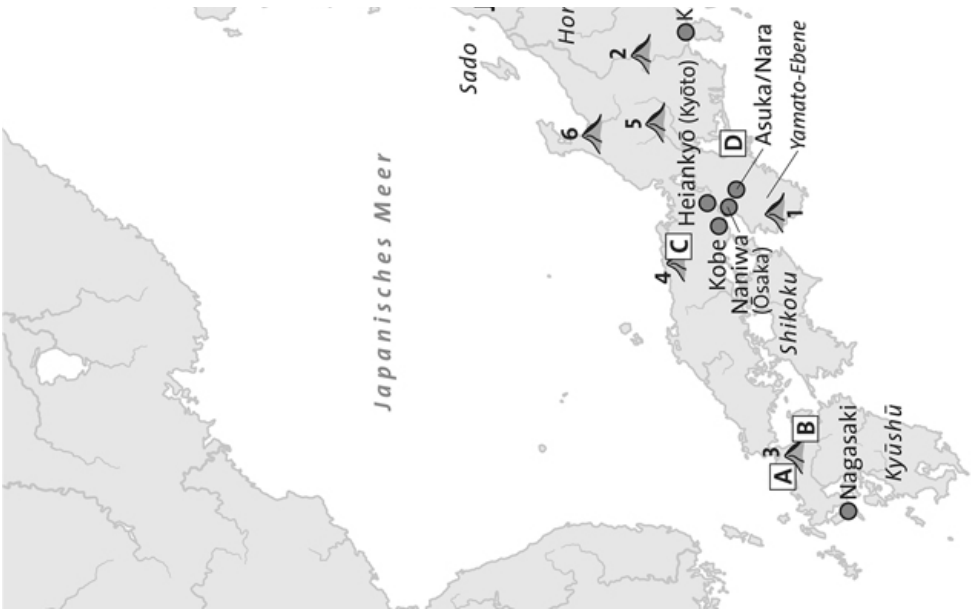 Sado
Hor
2
K
6
5
Japanisches Meer
Heiankyō (Kyōto)
D
Asuka/Nara
Yamato-Ebene
C
4
Kobe
Naniwa
(Ōsaka)
1
Shikoku
3
A
B
Nagasaki
Kyūshū